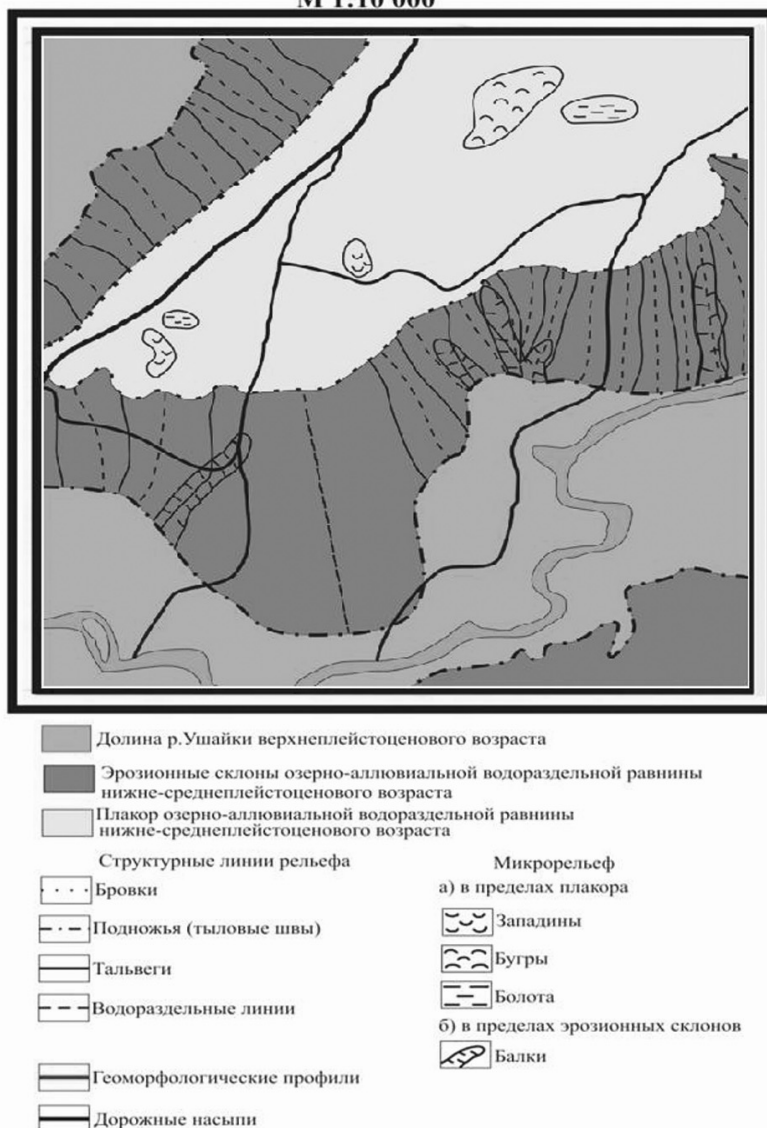 М 1:10 000
Долина р.Ушайки верхнеплейстоценового возраста
Эрозионные склоны озерно-аллювиальной водораздельной равнины
нижне-среднеплейстоценового возраста
Плакор озерно-аллювиальной водораздельной равнины
нижне-среднеплейстоценового возраста
Структурные линии рельефа
Бровки
Подножья (тыловые швы)
Тальвеги
Водораздельные линии
Геоморфологические профили
Дорожные насыпи
Микрорельеф
а) в пределах плакора
Западины
Бугры
Болота
б) в пределах эрозионных склонов
Балки